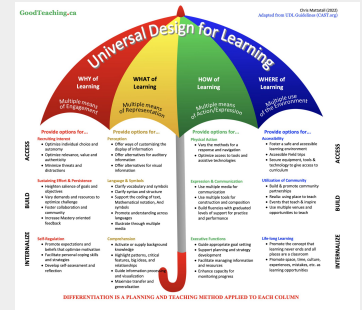 GoodTeaching.ca
Chris Mattatall (2022)
Adapted from UDL Guidelines (CAST.org)
Universal Design for Learning
WHY of
Learning
WHAT of
Learning
HOW of
Learning
WHERE of
Learning
Multiple means
of Engagement
Multiple means
of Representation
Multiple means
of Action/Expression
Multiple use
of the Environment
Provide options for...
Recruiting Interest
Optimize individual choice and
autonomy
Optimize relevance, value and
authenticity
Minimize threats and
distractions
Provide options for...
Perception
Offer ways of customizing the
display of information
Offer alternatives for auditory
information
Offer alternatives for visual
information
Provide options for...
Physical Action
Vary the methods for
response and navigation
Optimize access to tools and
assistive technologies
Provide options for...
Accessibility
Foster a safe and accessible
learning environment
Accessible field trips
Secure equipment, tools &
technology to give access to
curriculum
ACCESS
ACCESS
Sustaining Effort & Persistence
Heighten salience of goals and
objectives
Vary demands and resources to
optimize challenge
Foster collaboration and
community
Increase Mastery oriented
feedback
Language & Symbols
Clarify vocabulary and symbols
Clarify syntax and structure
Support the coding of text,
Mathematical notation, and
symbols
Promote understanding across
languages
Illustrate through multiple
media
Expression & Communication
Use multiple media for
communication
Use multiple tools for
construction and composition
Build fluencies with graduated
levels of support for practice
and performance
Utilization of Community
Build & promote community
partnerships
Realize using place to teach
Events that teach & inspire
Use multiple venues and
opportunities to teach
BUILD
BUILD
Self-Regulation
Promote expectations and
beliefs that optimize motivation
Facilitate personal coping skills
and strategies
Develop self-assessment and
reflection
Comprehension
Activate or supply background
knowledge
Highlight patterns, critical
features, big ideas, and
relationships
Guide information processing
and visualization
Maximize transfer and
generalization
Executive Functions
Guide appropriate goal setting
Support planning and strategy
development
Facilitate managing information
and resources
Enhance capacity for
monitoring progress
Life-long Learning
Promote the concept that
learning never ends and all
places are a classroom
Promote space, time, culture,
experiences, mistakes, etc- as
learning opportunities
INTERNALIZE
INTERNALIZE
DIFFERENTIATION IS A PLANNING AND TEACHING METHOD APPLIED TO EACH COLUMN